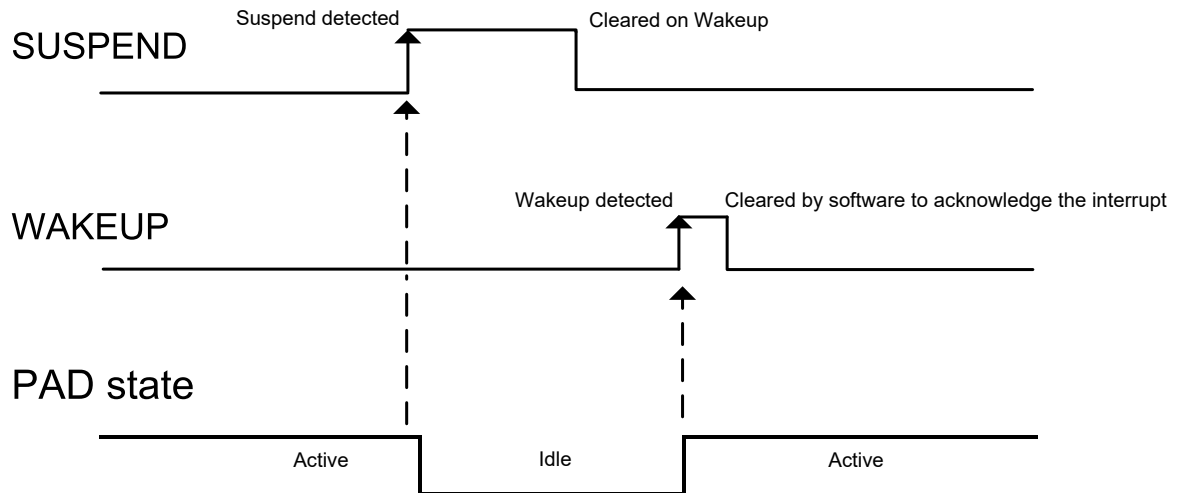 Suspend detected
Cleared on Wakeup
SUSPEND
Wakeup detected
Cleared by software to acknowledge the interrupt
WAKEUP
PAD state
Active
Idle
Active